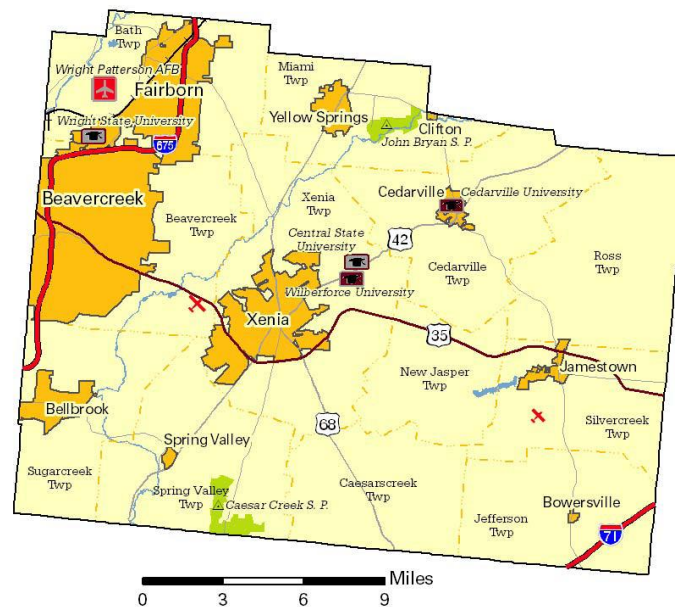 Bath
Twp
Wright Patterson AFB
Fairborn
Wright State University
675
Miami
Twp
Yellow Springs
Clifton
John Bryan S. P.
Beavercreek
Beavercreek
Twp
Xenia
Twp
Cedarville
Cedarville University
Central State
University
42
Cedarville
Twp
Ross
Twp
Wilberforce University
Xenia
35
New Jasper
Twp
Jamestown
Bellbrook
68
Silvercreek
Twp
Spring Valley
Sugarcreek
Twp
Spring Valley
Twp
Caesar Creek S. P.
Caesarscreek
Twp
Bowersville
Jefferson
Twp
71
Miles
0 3 6 9